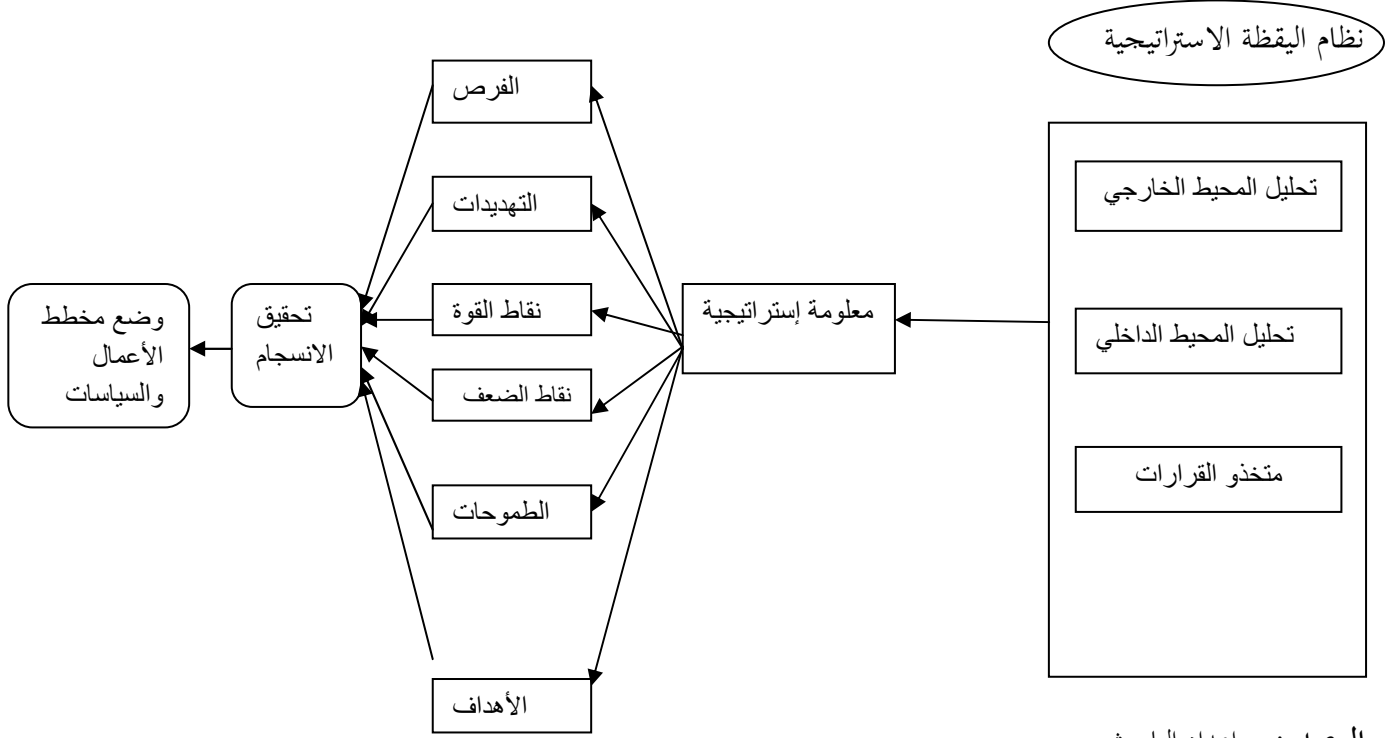 نظام اليقظة الاستراتيجية
تحليل المحيط الخارجي
تحليل المحيط الداخلي
متخذو القرارات
معلومة إستراتيجية
الفرص
التهديدات
نقاط القوة
نقاط الضعف
الطموحات
الأهداف
تحقيق
الانسجام
وضع مخطط
الأعمال
والسياسات